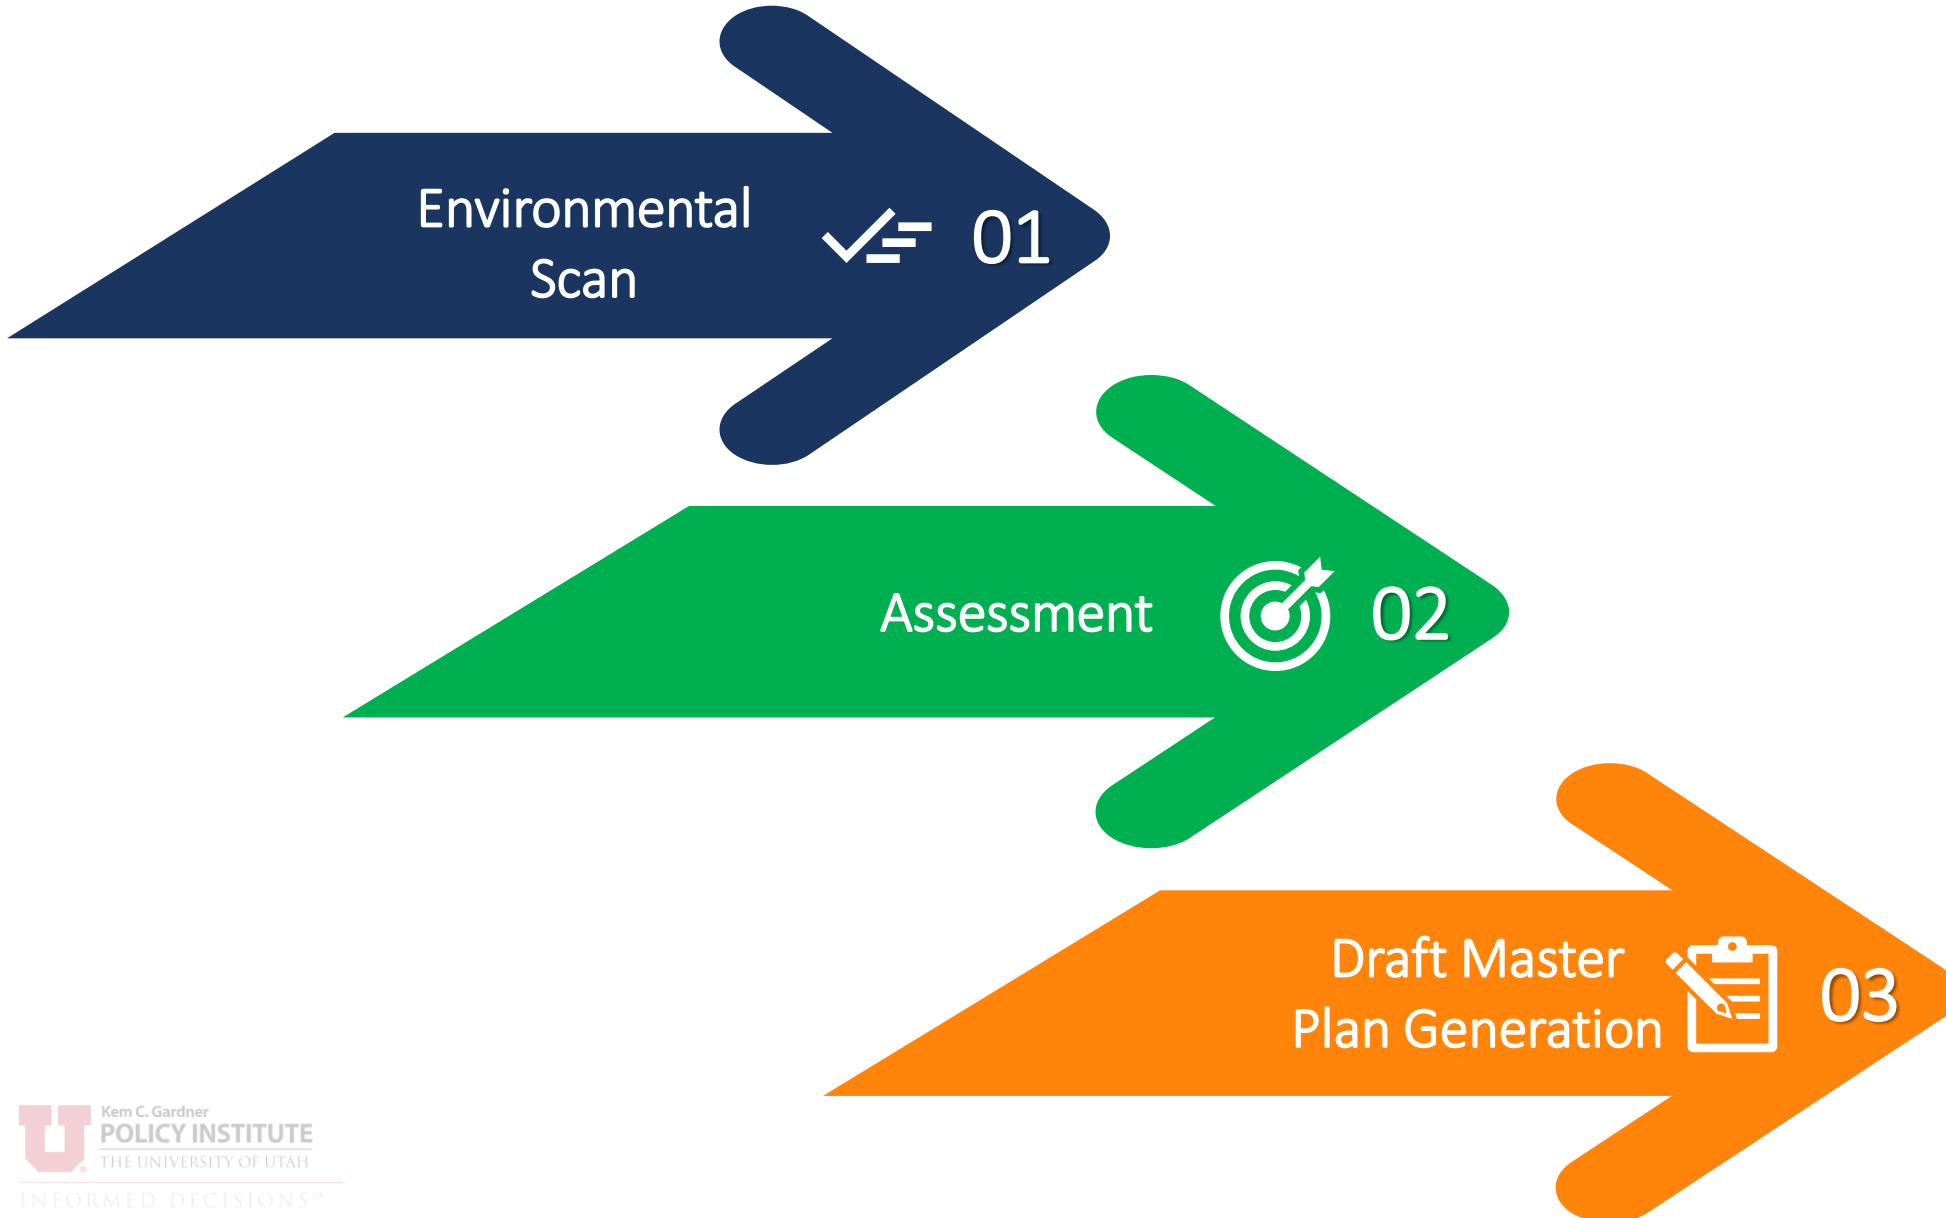 Environmental
Scan
01
Assessment
02
Draft Master
Plan Generation
03
Kem C. Gardner
POLICY INSTITUTE
THE UNIVERSITY OF UTAH
INFORMED DECISIONS™